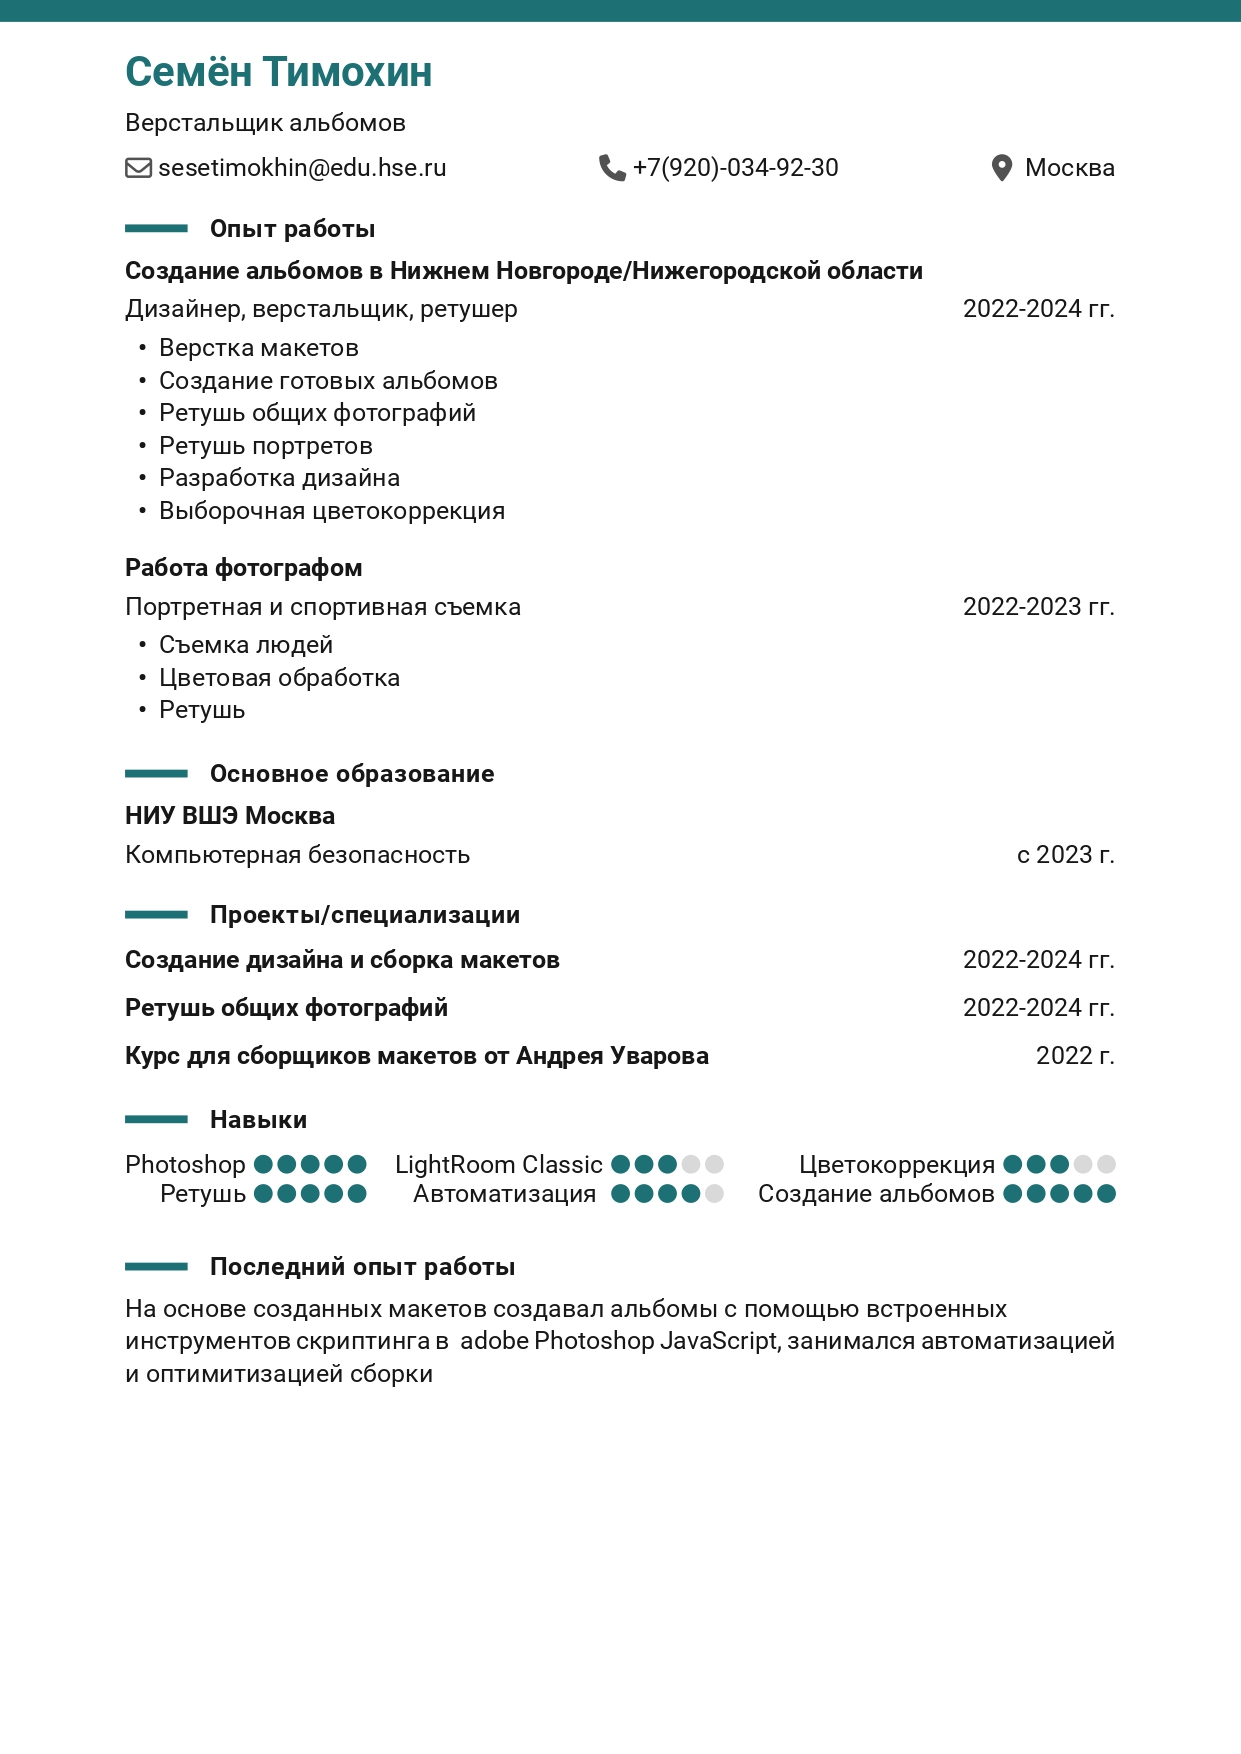 Семён Тимохин
Верстальщик альбомов
sesetimokhin@edu.hse.ru +7(920)-034-92-30 Москва
Опыт работы
Создание альбомов в Нижнем Новгороде/Нижегородской области
Дизайнер, верстальщик, ретушер 2022-2024 гг.
• Верстка макетов
• Создание готовых альбомов
• Ретушь общих фотографий
• Ретушь портретов
• Разработка дизайна
• Выборочная цветокоррекция
Работа фотографом
Портретная и спортивная съемка 2022-2023 гг.
• Съемка людей
• Цветовая обработка
• Ретушь
Основное образование
НИУ ВШЭ Москва
Компьютерная безопасность с 2023 г.
Проекты/специализации
Создание дизайна и сборка макетов 2022-2024 гг.
Ретушь общих фотографий 2022-2024 гг.
Курс для сборщиков макетов от Андрея Уварова 2022 г.
Навыки
Photoshop LightRoom Classic Цветокоррекция
Ретушь Автоматизация Создание альбомов
Последний опыт работы
На основе созданных макетов создавал альбомы с помощью встроенных
инструментов скриптинга в adobe Photoshop JavaScript, занимался автоматизацией
и оптимитизацией сборки